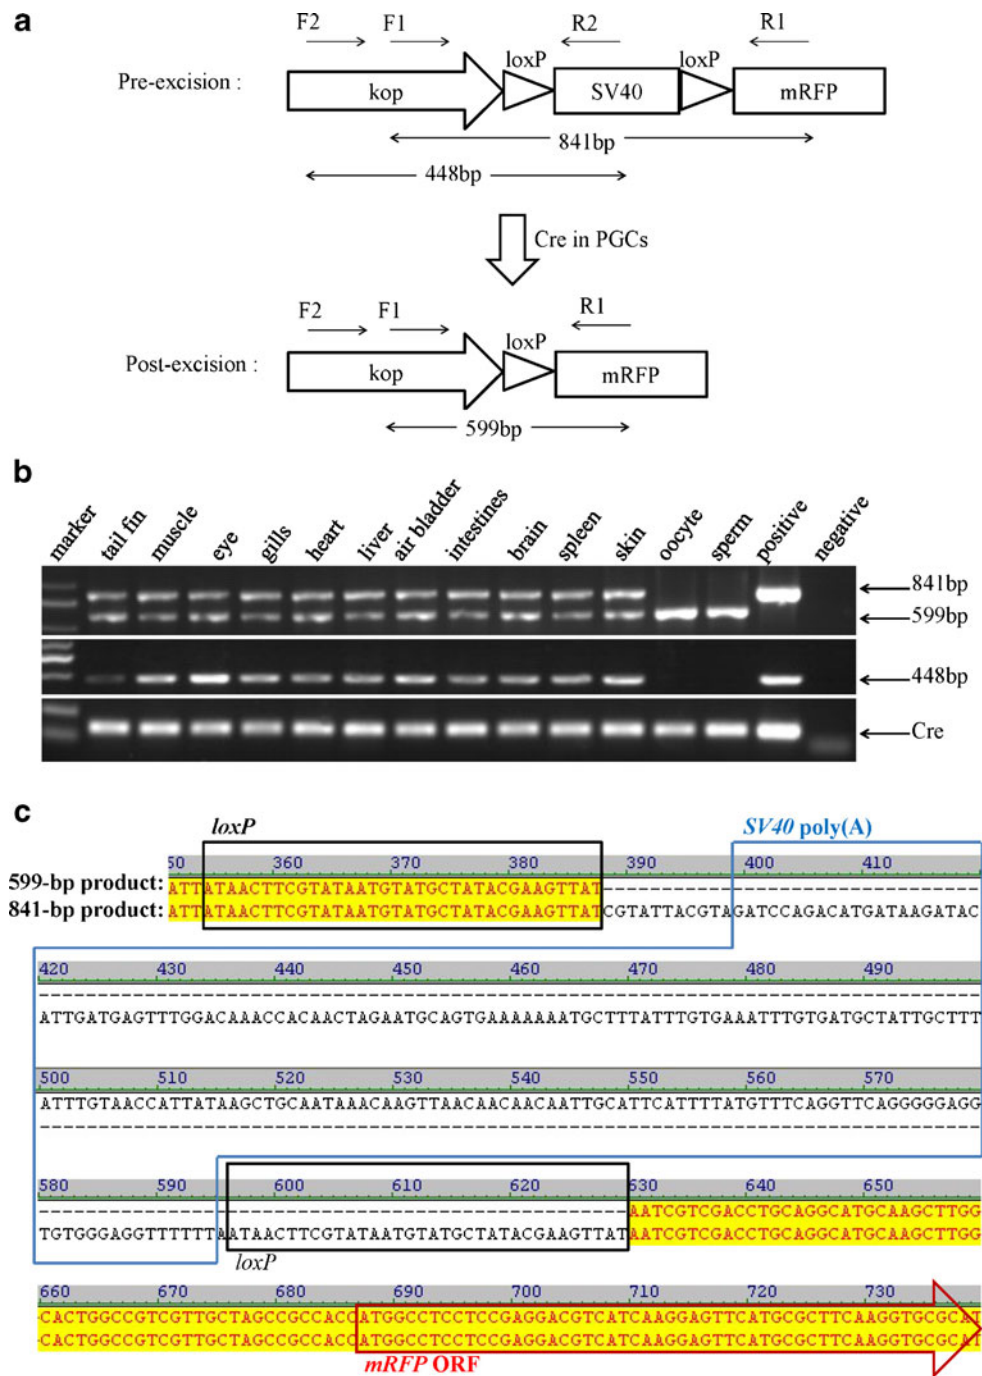 a
F2 F1 R2 R1
loxP loxP
Pre-excision :
kop SV40 mRFP
841bp
448bp
Cre in PGCs
F2 F1 R1
loxP
Post-excision :
kop mRFP
599bp
b
marker tail fin muscle eye gills heart liver air bladder intestines brain spleen skin oocyte sperm positive negative
841bp
599bp
448bp
Cre
c
loxP SV40 poly(A)
50 360 370 380 390 400 410
599-bp product: ATTATAACTTCGTATAATGTATGCTATACGAAGTTAT
841-bp product: ATTATAACTTCGTATAATGTATGCTATACGAAGTTATCGTATTACGTAGATCCAGACATGATAAGATAC
420 430 440 450 460 470 480 490
ATTGATGAGTTTGGACAAACCACAACTAGAATGCAGTGAAAAAAATGCTTTATTTGTGAAATTTGTGATGCTATTGCTTT
500 510 520 530 540 550 560 570
ATTTGTAACCATTATAAGCTGCAATAAACAAGTTAACAACAACAATTGCATTCATTTTATGTTTCAGGTTCAGGGGGAGG
580 590 600 610 620 630 640 650
AATCGTCGACCTGCAGGCATGCAAGCTTGG
TGTGGGAGGTTTTTTAATAACTTCGTATAATGTATGCTATACGAAGTTATAATCGTCGACCTGCAGGCATGCAAGCTTGG
loxP
660 670 680 690 700 710 720 730
CACTGGCCGTCGTTGCTAGCCGCCACCATGGCCTCCTCCGAGGACGTCATCAAGGAGTTCATGCGCTTCAAGGTGCGCAT
CACTGGCCGTCGTTGCTAGCCGCCACCATGGCCTCCTCCGAGGACGTCATCAAGGAGTTCATGCGCTTCAAGGTGCGCAT
mRFP ORF